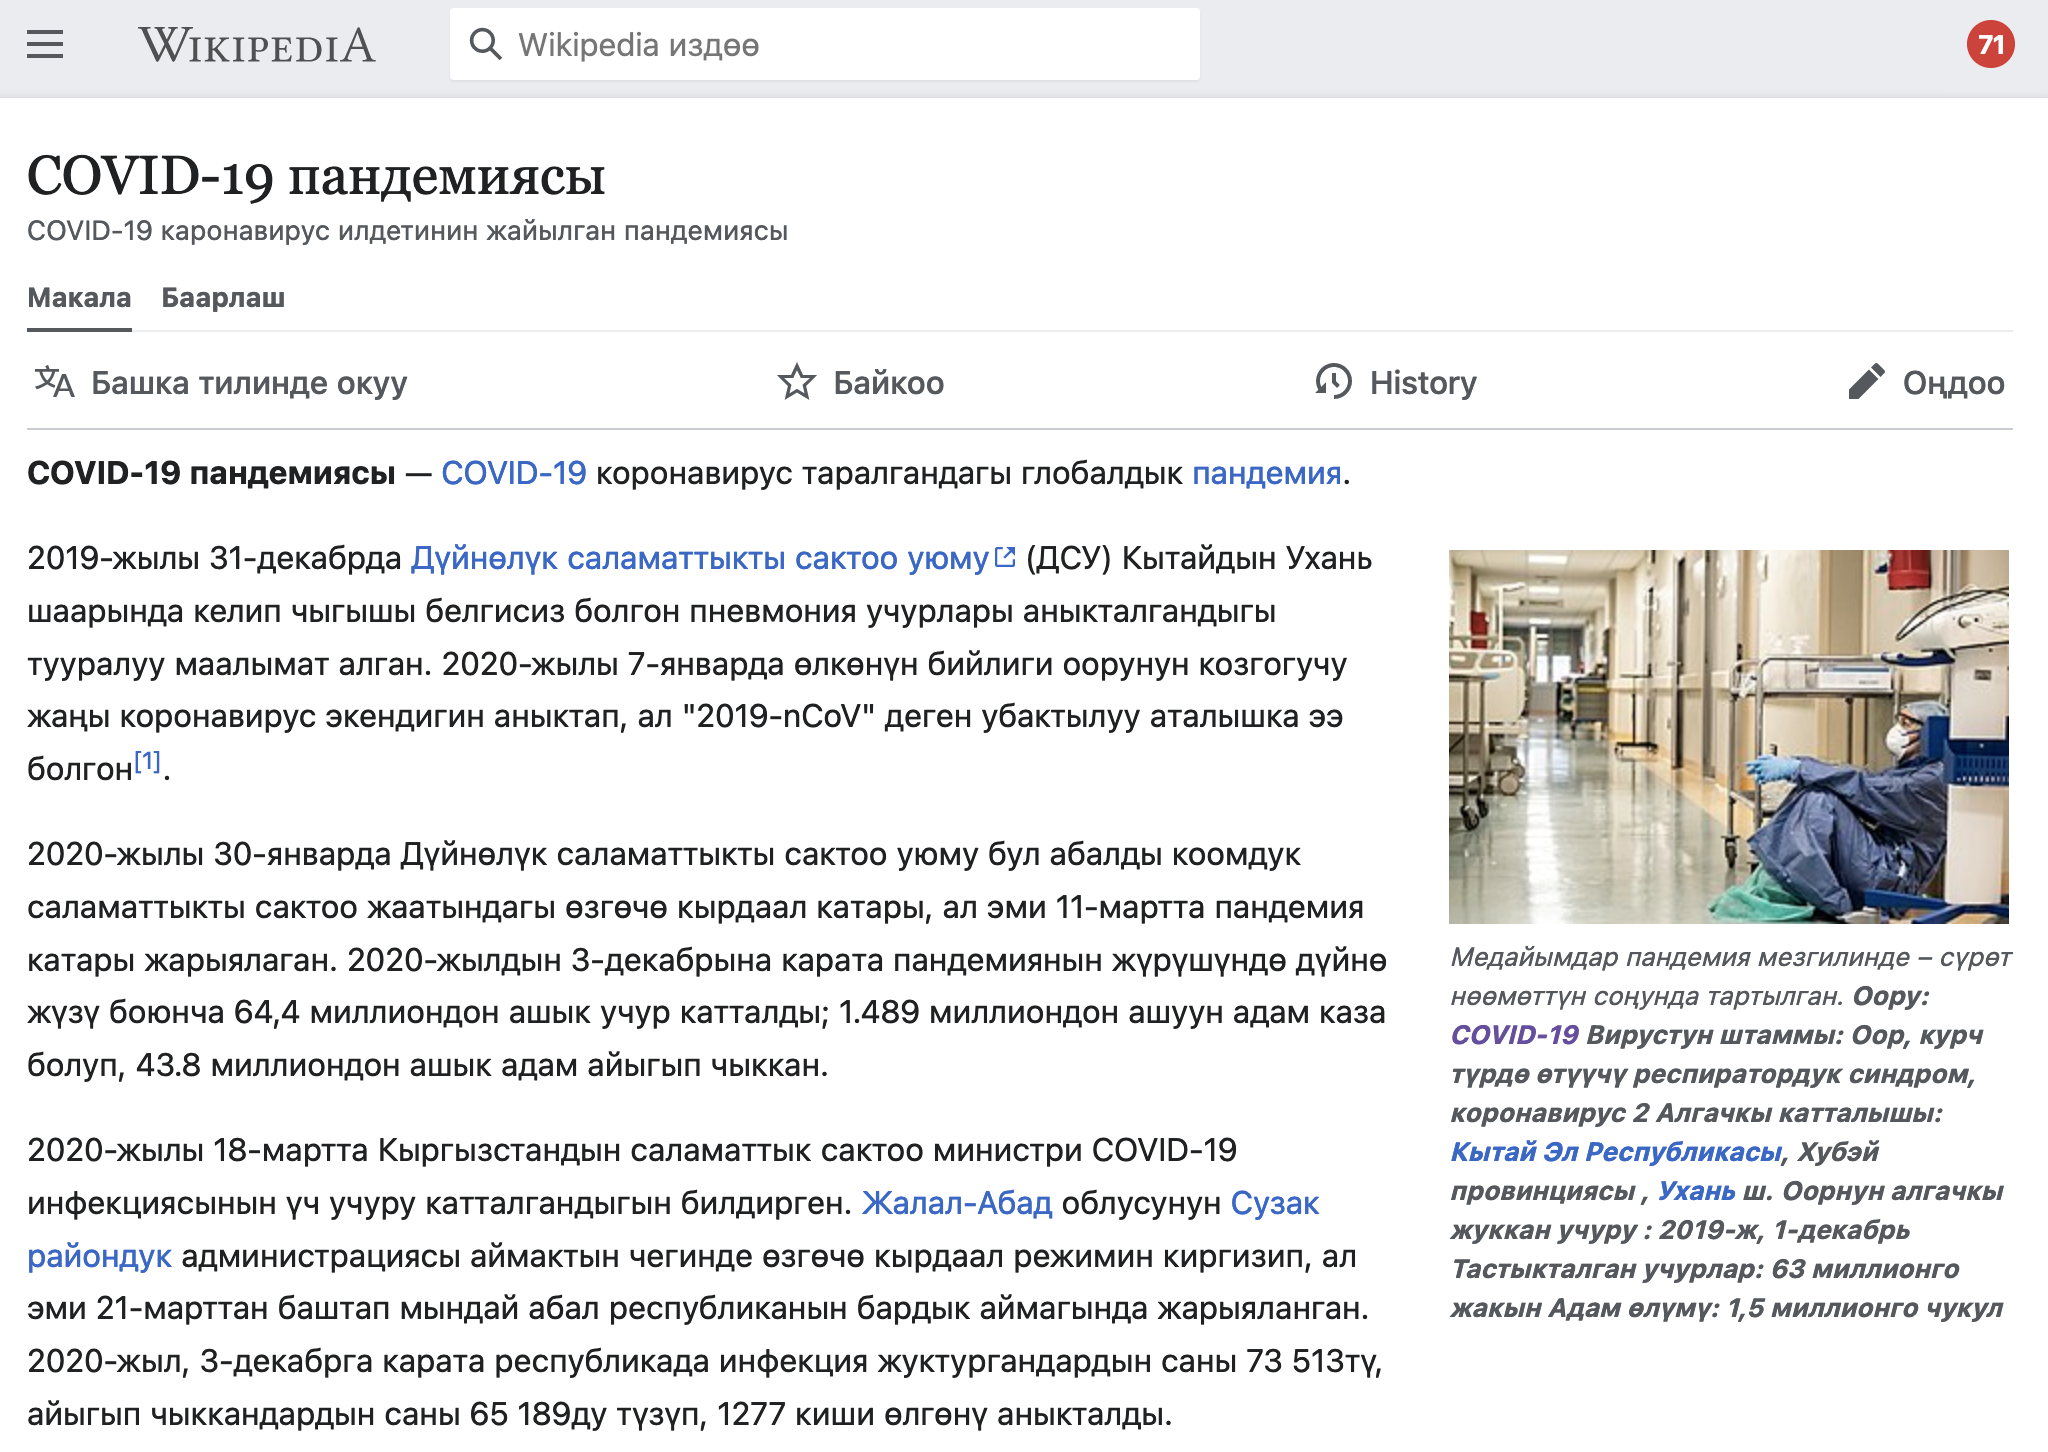 WIKIPEDIA
Wikipedia издөө
71
COVID-19 пандемиясы
COVID-19 каронавирус илдетинин жайылган пандемиясы
Макала Баарлаш
Башка тилинде окуу Байкоо History Оңдоо
COVID-19 пандемиясы — COVID-19 коронавирус таралгандагы глобалдык пандемия.
2019-жылы 31-декабрда Дүйнөлүк саламаттыкты сактоо уюму (ДСУ) Кытайдын Ухань
шаарында келип чыгышы белгисиз болгон пневмония учурлары аныкталгандыгы
тууралуу маалымат алган. 2020-жылы 7-январда өлкөнүн бийлиги оорунун козгогучу
жаңы коронавирус экендигин аныктап, ал "2019-nCoV" деген убактылуу аталышка ээ
болгон[1].
2020-жылы 30-январда Дүйнөлүк саламаттыкты сактоо уюму бул абалды коомдук
саламаттыкты сактоо жаатындагы өзгөчө кырдаал катары, ал эми 11-мартта пандемия
катары жарыялаган. 2020-жылдын 3-декабрына карата пандемиянын жүрүшүндө дүйнө
жүзү боюнча 64,4 миллиондон ашык учур катталды; 1.489 миллиондон ашуун адам каза
болуп, 43.8 миллиондон ашык адам айыгып чыккан.
2020-жылы 18-мартта Кыргызстандын саламаттык сактоо министри COVID-19
инфекциясынын үч учуру катталгандыгын билдирген. Жалал-Абад облусунун Сузак
райондук администрациясы аймактын чегинде өзгөчө кырдаал режимин киргизип, ал
эми 21-марттан баштап мындай абал республиканын бардык аймагында жарыяланган.
2020-жыл, 3-декабрга карата республикада инфекция жуктургандардын саны 73 513тү,
айыгып чыккандардын саны 65 189ду түзүп, 1277 киши өлгөнү аныкталды.
Медайымдар пандемия мезгилинде – сүрөт
нөөмөттүн соңунда тартылган. Оору:
COVID-19 Вирустун штаммы: Оор, курч
түрдө өтүүчү респиратордук синдром,
коронавирус 2 Алгачкы катталышы:
Кытай Эл Республикасы, Хубэй
провинциясы , Ухань ш. Оорнун алгачкы
жуккан учуру : 2019-ж, 1-декабрь
Тастыкталган учурлар: 63 миллионго
жакын Адам өлүмү: 1,5 миллионго чукул